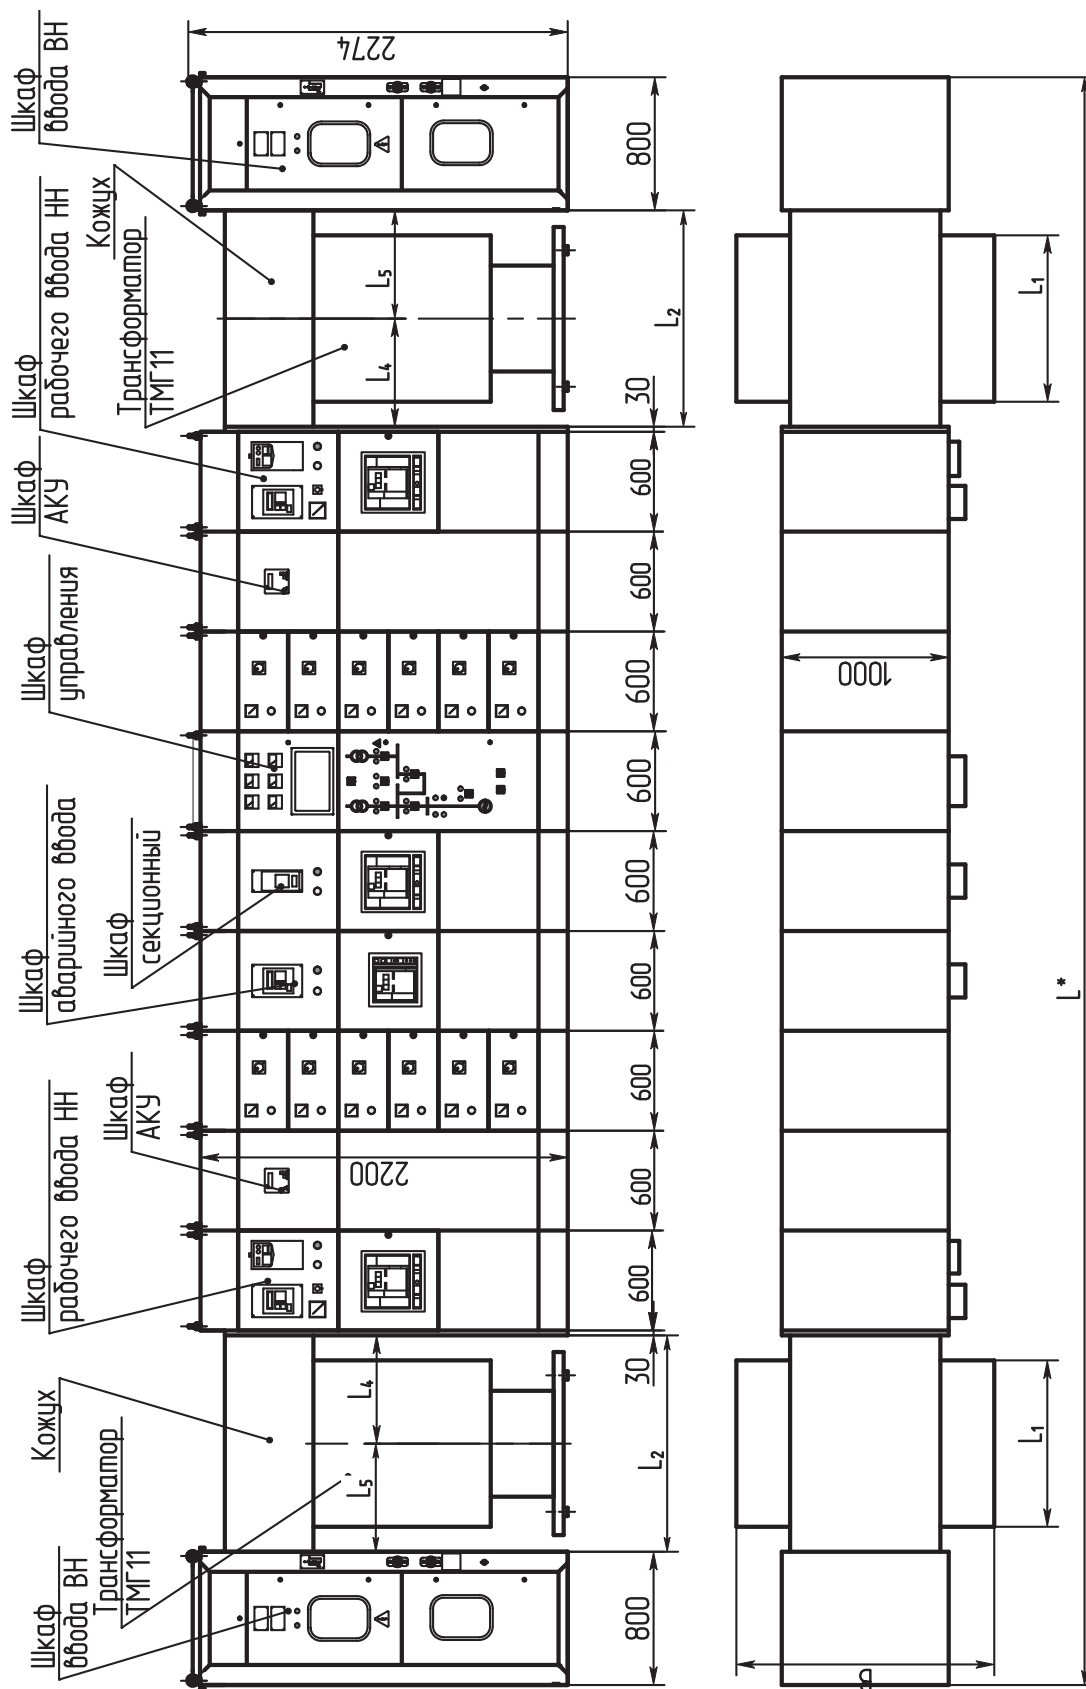 Шкаф
ввода ВН
Трансформатор
ТМГ11
Кожух
Шкаф
рабочего ввода НН
Шкаф
АКУ
Шкаф
аварийного ввода
Шкаф
секционный
Шкаф
управления
Шкаф
АКУ
Шкаф
рабочего ввода НН
Трансформатор
ТМГ11
Кожух
Шкаф
ввода ВН
2274
L5
L4
2200
L4
L5
800
L2
30
600
600
600
600
600
600
600
600
600
30
L2
800
1000
B
L1
L1
L*